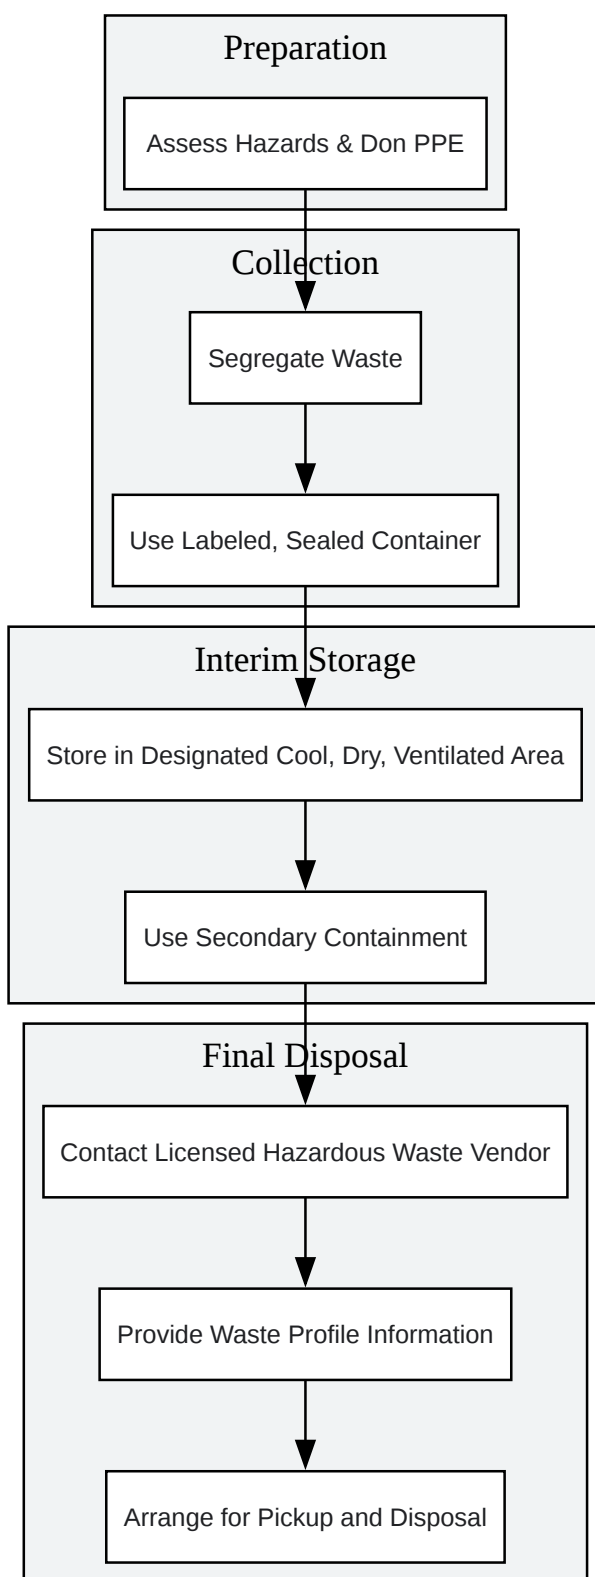 Preparation
Assess Hazards & Don PPE
Collection
Segregate Waste
Use Labeled, Sealed Container
Interim Storage
Store in Designated Cool, Dry, Ventilated Area
Use Secondary Containment
Final Disposal
Contact Licensed Hazardous Waste Vendor
Provide Waste Profile Information
Arrange for Pickup and Disposal